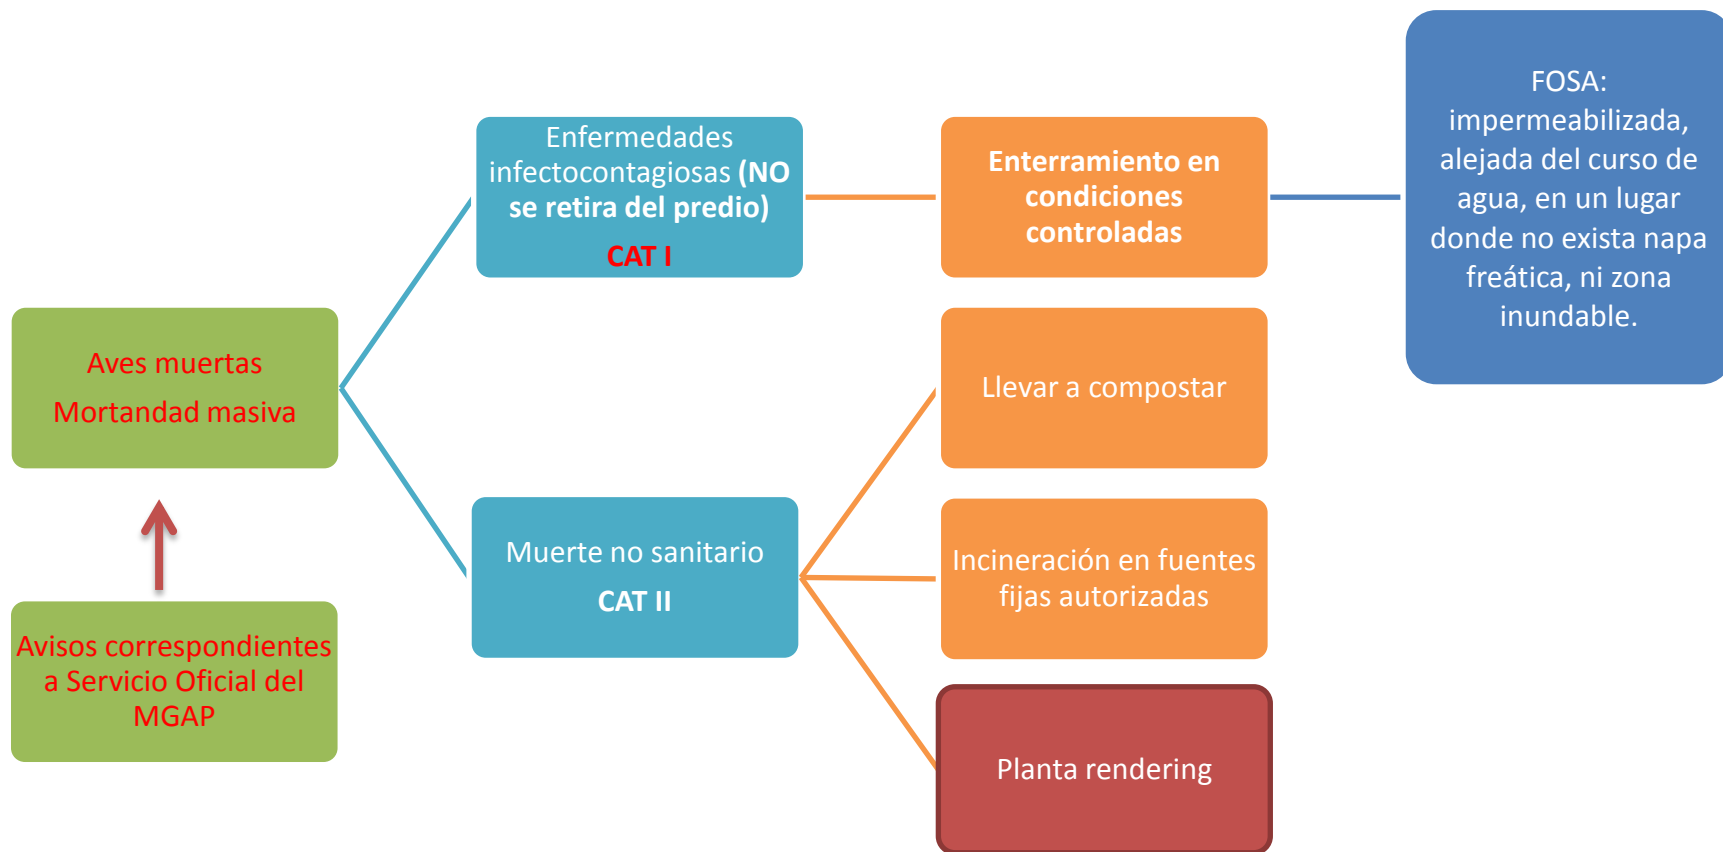 Aves muertas
Mortandad masiva
Avisos correspondientes
a Servicio Oficial del
MGAP
Enfermedades
infectocontagiosas (NO
se retira del predio)
CAT I
Muerte no sanitario
CAT II
Enterramiento en
condiciones
controladas
Llevar a compostar
Incineración en fuentes
fijas autorizadas
Planta rendering
FOSA:
impermeabilizada,
alejada del curso de
agua, en un lugar
donde no exista napa
freática, ni zona
inundable.